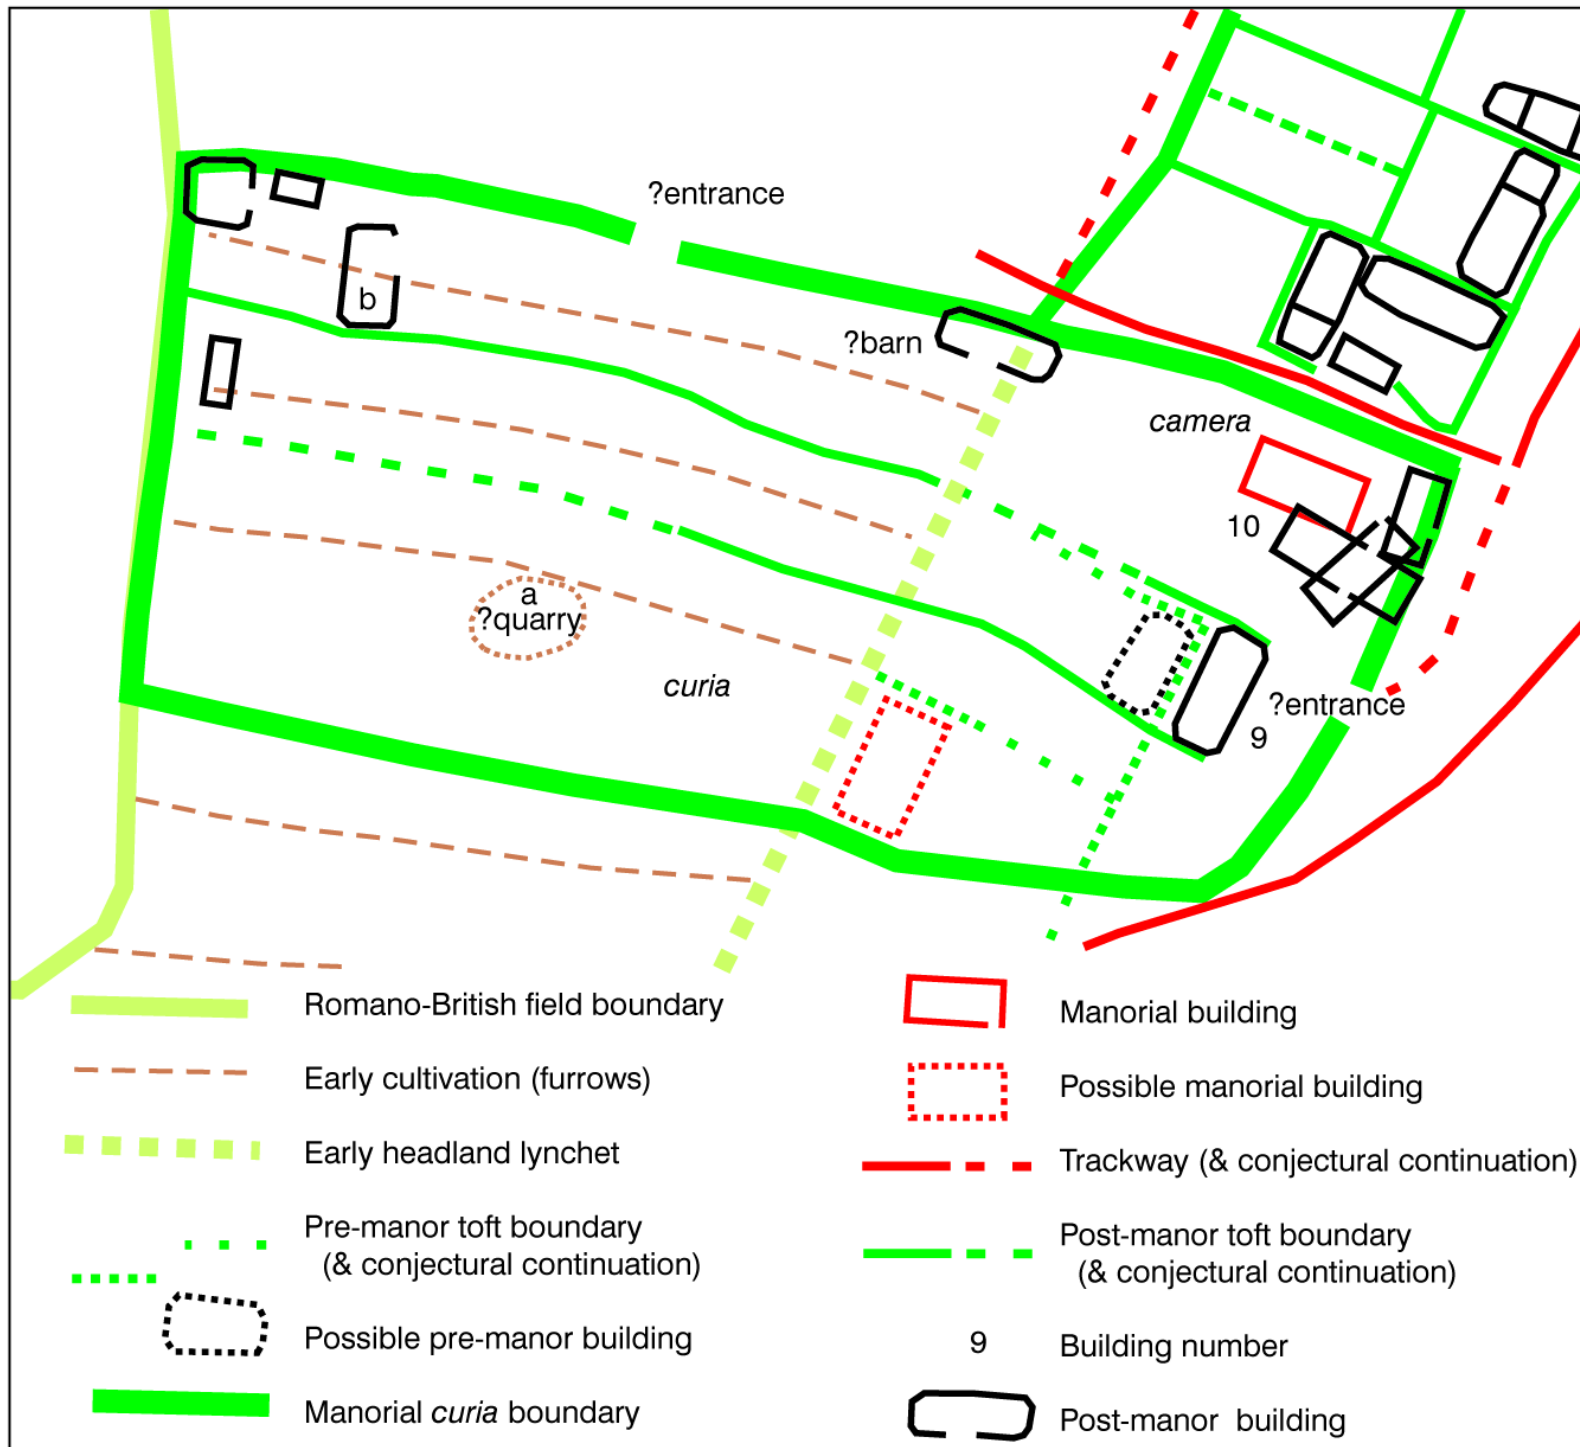 ?entrance
b
?barn
camera
10
a
?quarry
curia
?entrance
9
Romano-British field boundary
Early cultivation (furrows)
Early headland lynchet
Pre-manor toft boundary
(& conjectural continuation)
Possible pre-manor building
Manorial curia boundary
Manorial building
Possible manorial building
Trackway (& conjectural continuation)
Post-manor toft boundary
(& conjectural continuation)
9 Building number
Post-manor building